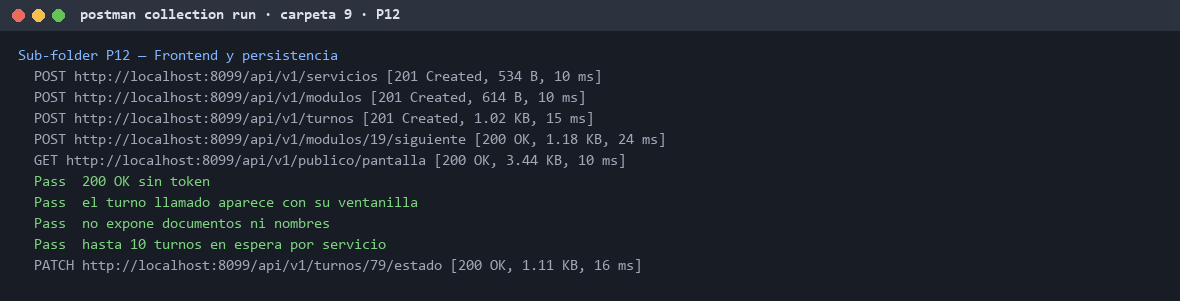 postman collection run · carpeta 9 · P12
Sub-folder P12 — Frontend y persistencia
POST http://localhost:8099/api/v1/servicios [201 Created, 534 B, 10 ms]
POST http://localhost:8099/api/v1/modulos [201 Created, 614 B, 10 ms]
POST http://localhost:8099/api/v1/turnos [201 Created, 1.02 KB, 15 ms]
POST http://localhost:8099/api/v1/modulos/19/siguiente [200 OK, 1.18 KB, 24 ms]
GET http://localhost:8099/api/v1/publico/pantalla [200 OK, 3.44 KB, 10 ms]
Pass  200 OK sin token
Pass  el turno llamado aparece con su ventanilla
Pass  no expone documentos ni nombres
Pass  hasta 10 turnos en espera por servicio
PATCH http://localhost:8099/api/v1/turnos/79/estado [200 OK, 1.11 KB, 16 ms]